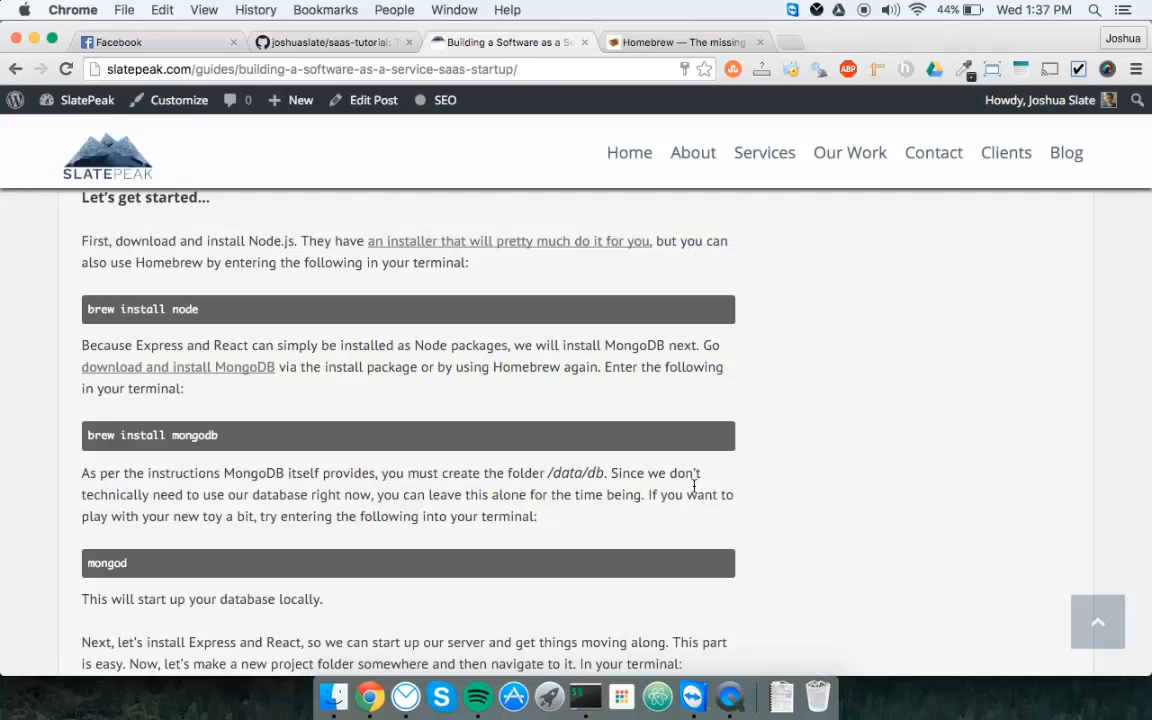 Chrome File Edit View History Bookmarks People Window Help 44% Wed 1:37 PM
Facebook joshuaslate/saas-tutorial: T Building a Software as a Se Homebrew — The missing Joshua
slatepeak.com/guides/building-a-software-as-a-service-saas-startup/ ABP
SlatePeak Customize 0 New Edit Post SEO Howdy, Joshua Slate
SLATEPEAK
Home About Services Our Work Contact Clients Blog
Let's get started...
First, download and install Node.js. They have an installer that will pretty much do it for you, but you can
also use Homebrew by entering the following in your terminal:
brew install node
Because Express and React can simply be installed as Node packages, we will install MongoDB next. Go
download and install MongoDB via the install package or by using Homebrew again. Enter the following
in your terminal:
brew install mongodb
As per the instructions MongoDB itself provides, you must create the folder /data/db. Since we don't
technically need to use our database right now, you can leave this alone for the time being. If you want to
play with your new toy a bit, try entering the following into your terminal:
mongod
This will start up your database locally.
Next, let's install Express and React, so we can start up our server and get things moving along. This part
is easy. Now, let's make a new project folder somewhere and then navigate to it. In your terminal: